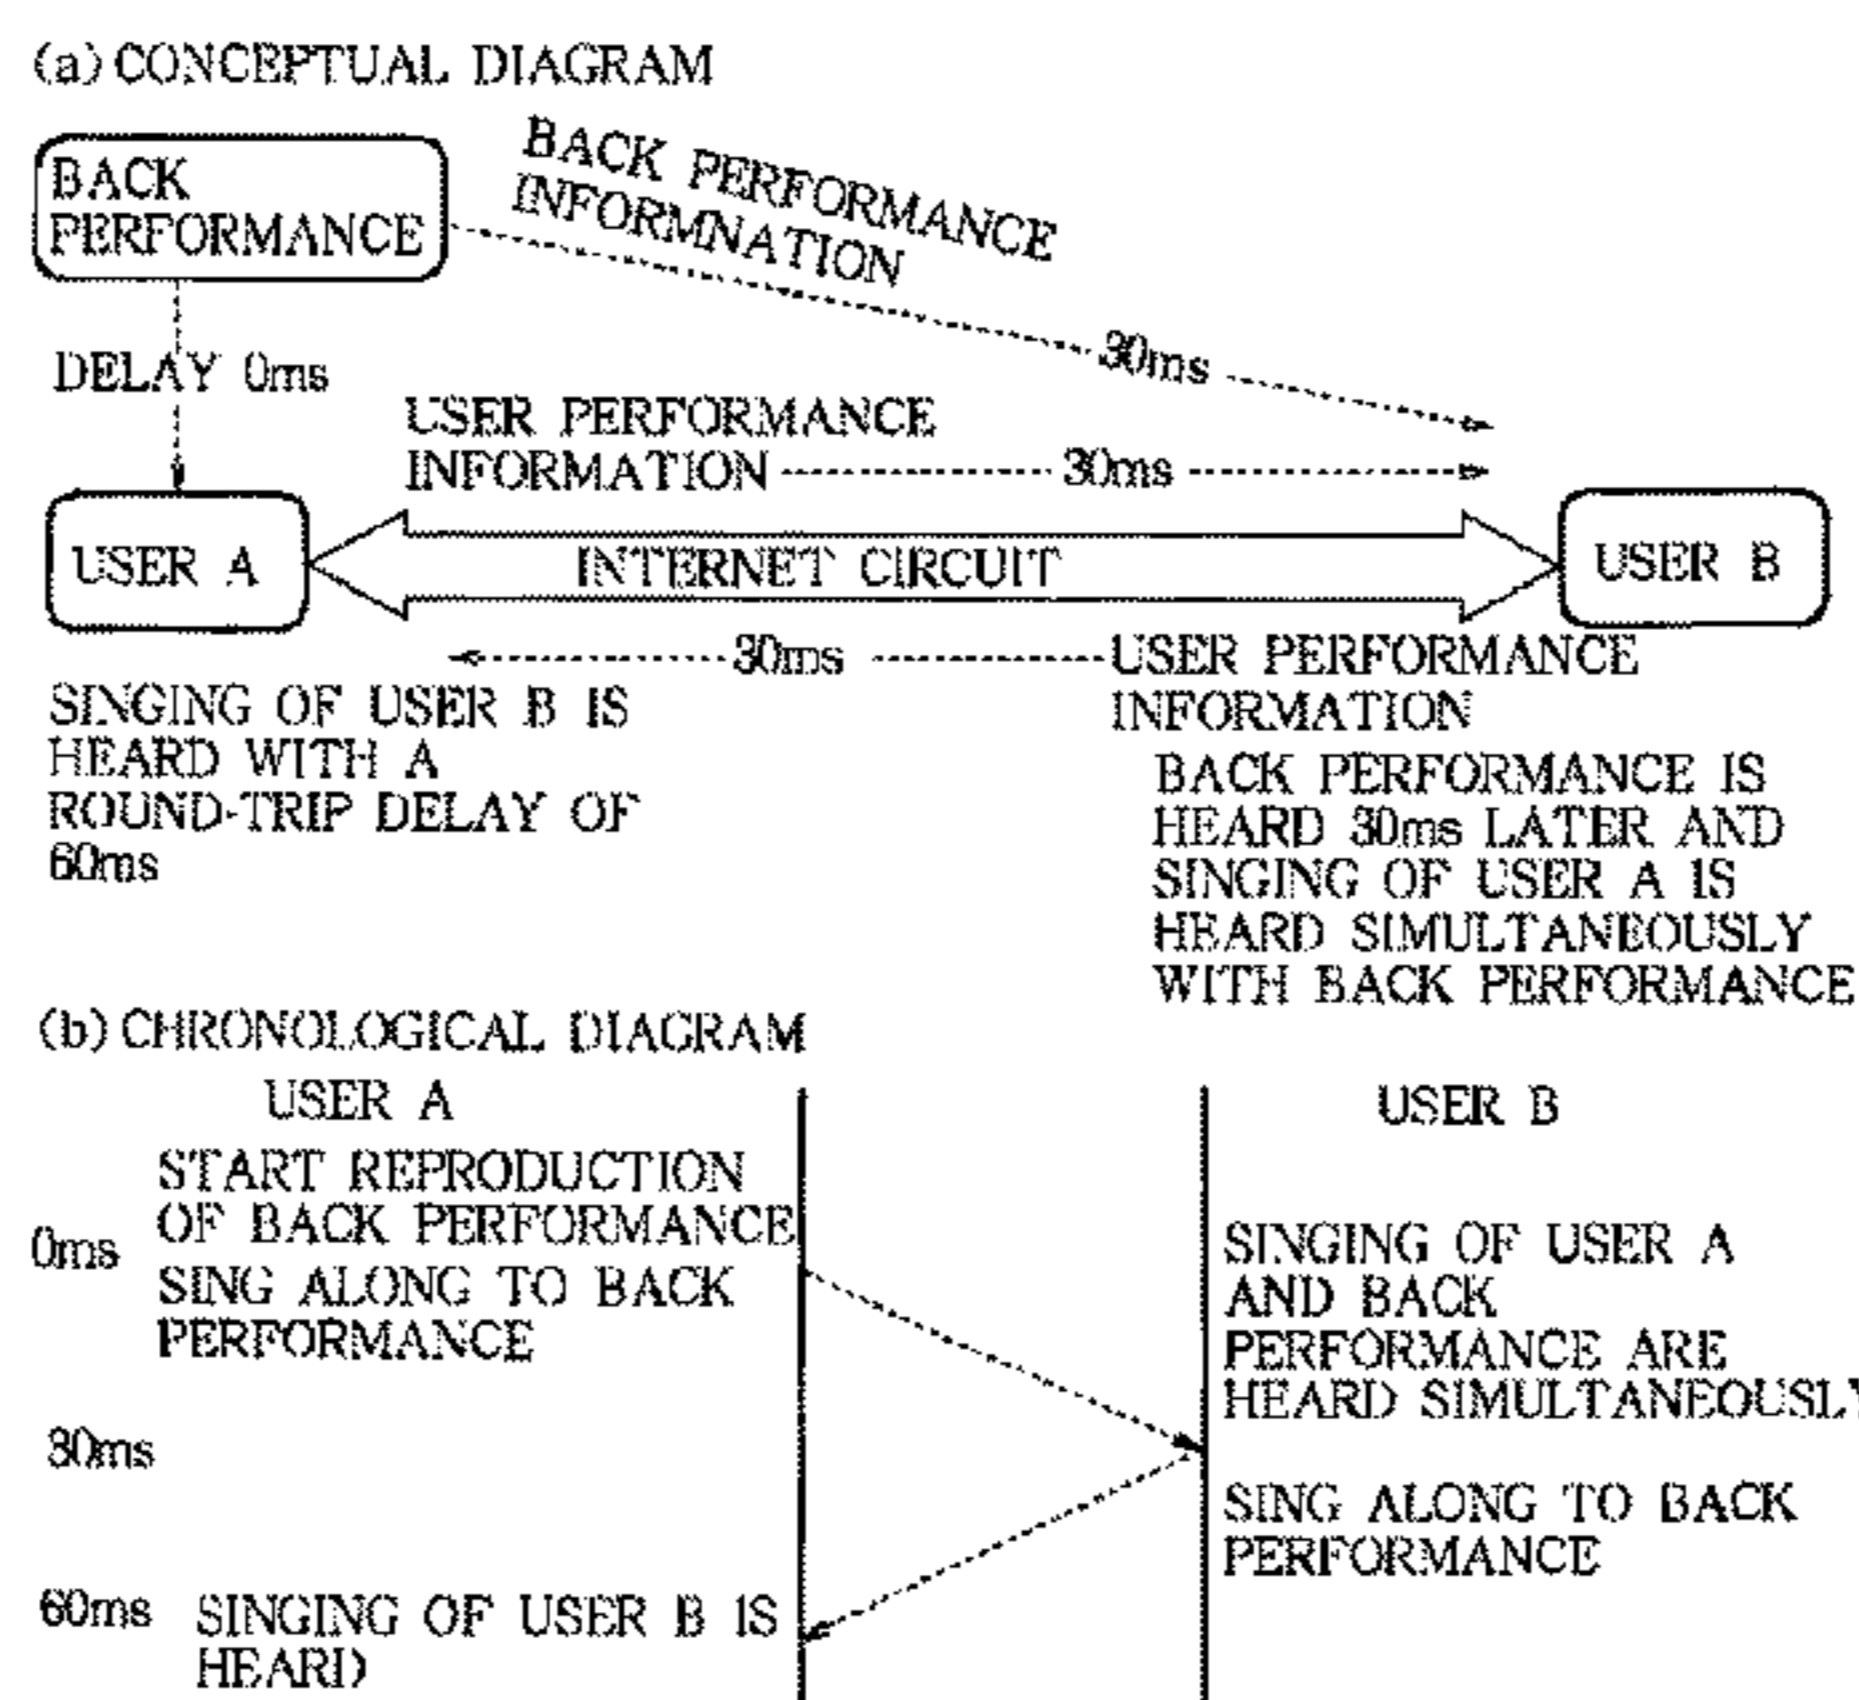 (a) CONCEPTUAL DIAGRAM
BACK
PERFORMANCE
BACK PERFORMANCE
INFORMNATION
30ms
DELAY 0ms
USER PERFORMANCE
INFORMATION
30ms
USER A
INTERNET CIRCUIT
USER B
30ms
USER PERFORMANCE
INFORMATION
SINGING OF USER B IS
HEARD WITH A
ROUND-TRIP DELAY OF
60ms
BACK PERFORMANCE IS
HEARD 30ms LATER AND
SINGING OF USER A IS
HEARD SIMULTANEOUSLY
WITH BACK PERFORMANCE
(b) CHRONOLOGICAL DIAGRAM
USER A
USER B
0ms
START REPRODUCTION
OF BACK PERFORMANCE
SING ALONG TO BACK
PERFORMANCE
SINGING OF USER A
AND BACK
PERFORMANCE ARE
HEARD SIMULTANEOUSLY
30ms
SING ALONG TO BACK
PERFORMANCE
60ms
SINGING OF USER B IS
HEARD